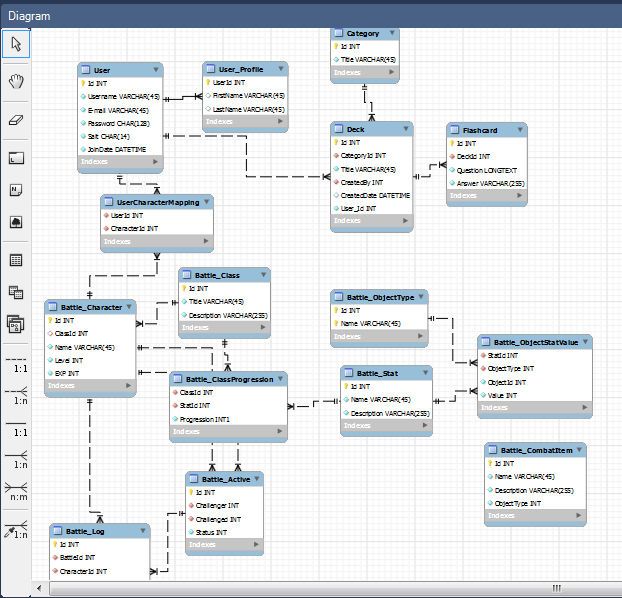 Diagram
Category
Id INT
Title VARCHAR(45)
Indexes
User
Id INT
Username VARCHAR(45)
E-mail VARCHAR(45)
Password CHAR(128)
Salt CHAR(14)
JoinDate DATETIME
Indexes
User_Profile
UserId INT
FirstName VARCHAR(45)
LastName VARCHAR(45)
Indexes
Deck
Id INT
CategoryId INT
Title VARCHAR(45)
CreatedBy INT
CreatedDate DATETIME
User_Id INT
Indexes
Flashcard
Id INT
DeckId INT
Question LONGTEXT
Answer VARCHAR(255)
Indexes
UserCharacterMapping
UserId INT
CharacterId INT
Indexes
Battle_Class
Id INT
Title VARCHAR(45)
Description VARCHAR(255)
Indexes
Battle_Character
Id INT
ClassId INT
Name VARCHAR(45)
Level INT
EXP INT
Indexes
Battle_ObjectType
Id INT
Name VARCHAR(45)
Indexes
Battle_ObjectStatValue
StatId INT
ObjectType INT
ObjectId INT
Value INT
Indexes
Battle_ClassProgression
ClassId INT
StatId INT
Progression INT1
Indexes
Battle_Stat
Id INT
Name VARCHAR(45)
Description VARCHAR(255)
Indexes
Battle_CombatItem
Id INT
Name VARCHAR(45)
Description VARCHAR(255)
ObjectType INT
Indexes
Battle_Active
Id INT
Challenger INT
Challenged INT
Status INT
Indexes
Battle_Log
Id INT
BattleId INT
CharacterId INT
1:1
1:n
1:1
1:n
n:m
1:n